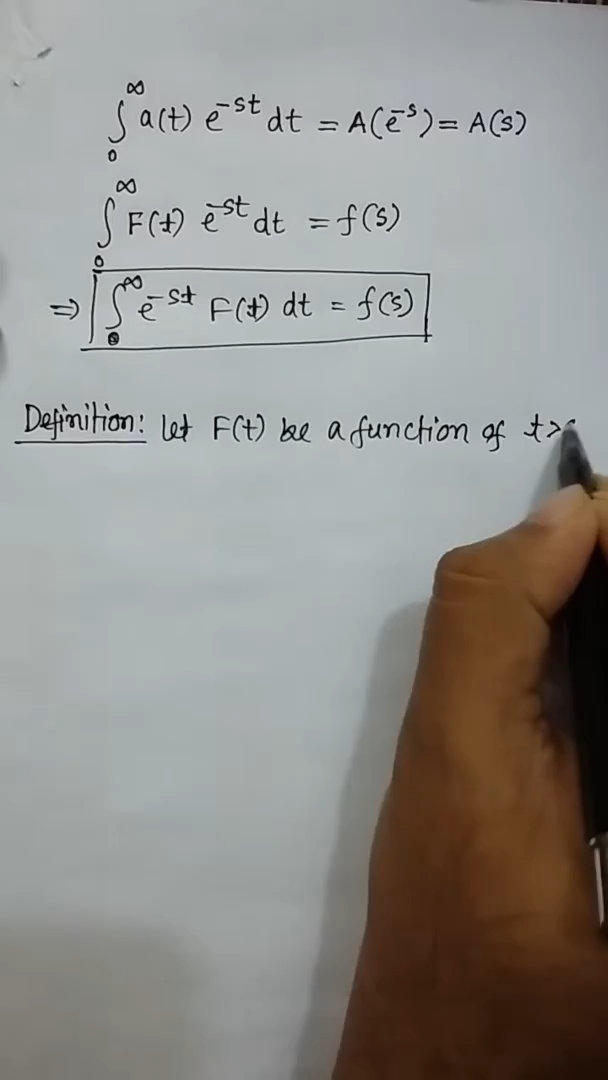 ∫₀^∞ a(t) e^{-st} dt = A(e^{-s}) = A(s)
∫₀^∞ F(t) e^{-st} dt = f(s)
⇒ ∫₀^∞ e^{-st} F(t) dt = f(s)
Definition: let F(t) be a function of t>